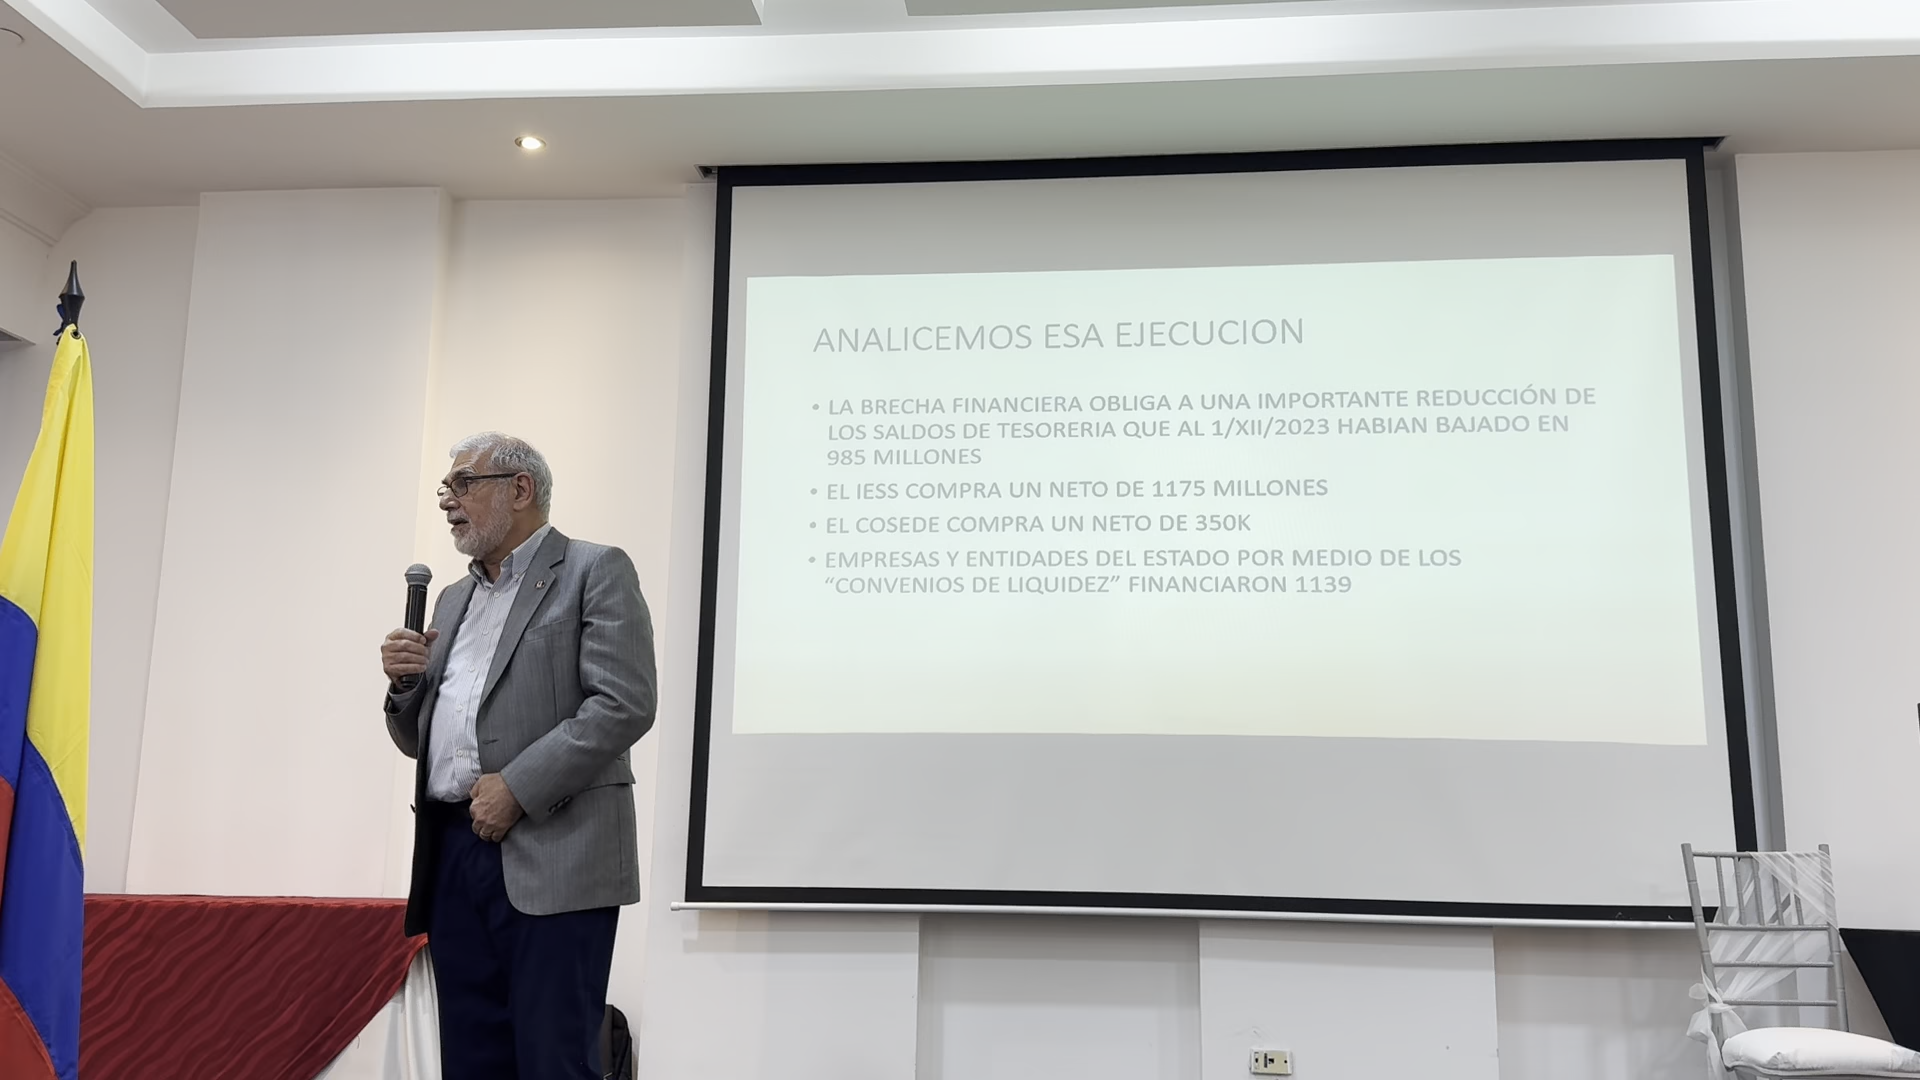 ANALICEMOS ESA EJECUCION
• LA BRECHA FINANCIERA OBLIGA A UNA IMPORTANTE REDUCCIÓN DE
LOS SALDOS DE TESORERIA QUE AL 1/XII/2023 HABIAN BAJADO EN
985 MILLONES
• EL IESS COMPRA UN NETO DE 1175 MILLONES
• EL COSEDE COMPRA UN NETO DE 350K
• EMPRESAS Y ENTIDADES DEL ESTADO POR MEDIO DE LOS
“CONVENIOS DE LIQUIDEZ” FINANCIARON 1139